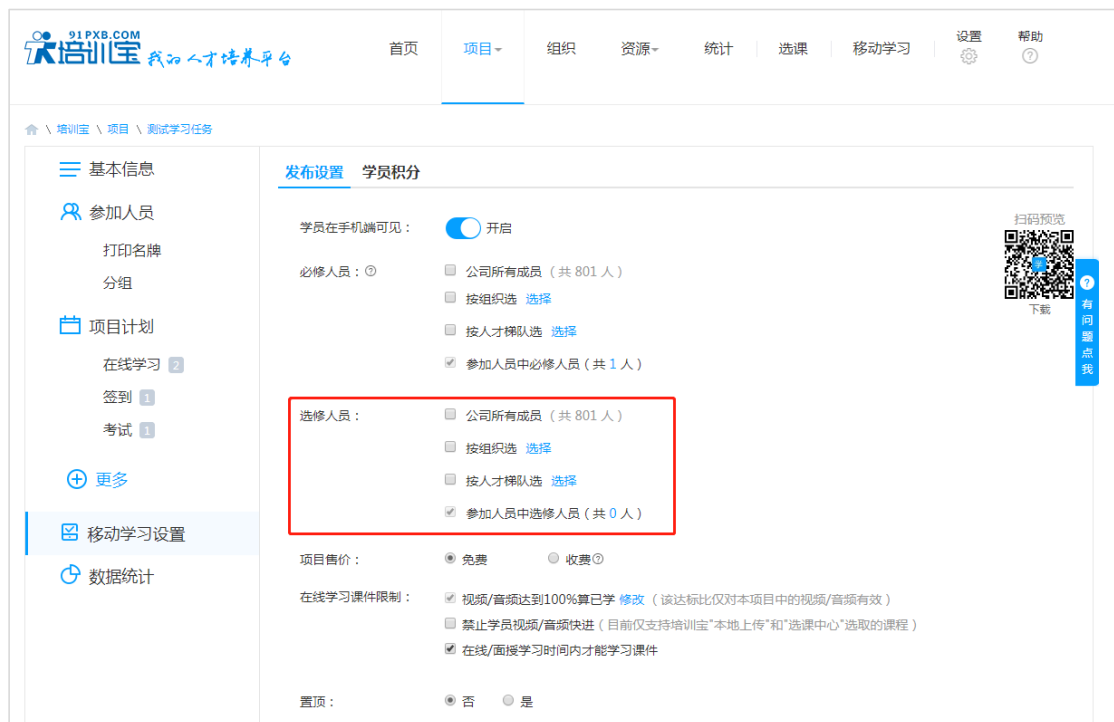 91PXB.COM
培训宝 我的人才培养平台
首页 项目 组织 资源 统计 选课 移动学习 设置 帮助
\ 培训宝 \ 项目 \ 测试学习任务
基本信息
参加人员
打印名牌
分组
项目计划
在线学习 2
签到 1
考试 1
更多
移动学习设置
数据统计
发布设置 学员积分
学员在手机端可见： 开启
必修人员：? 公司所有成员 （ 共 801 人 ）
按组织选 选择
按人才梯队选 选择
参加人员中必修人员（ 共 1 人 ）
选修人员： 公司所有成员 （ 共 801 人 ）
按组织选 选择
按人才梯队选 选择
参加人员中选修人员（ 共 0 人 ）
项目售价： 免费 收费?
在线学习课件限制： 视频/音频达到100%算已学 修改 （ 该达标比仅对本项目中的视频/音频有效 ）
禁止学员视频/音频快进（ 目前仅支持培训宝"本地上传"和"选课中心"选取的课程 ）
在线/面授学习时间内才能学习课件
置顶： 否 是
扫码预览
学
下载
?
有问题点我